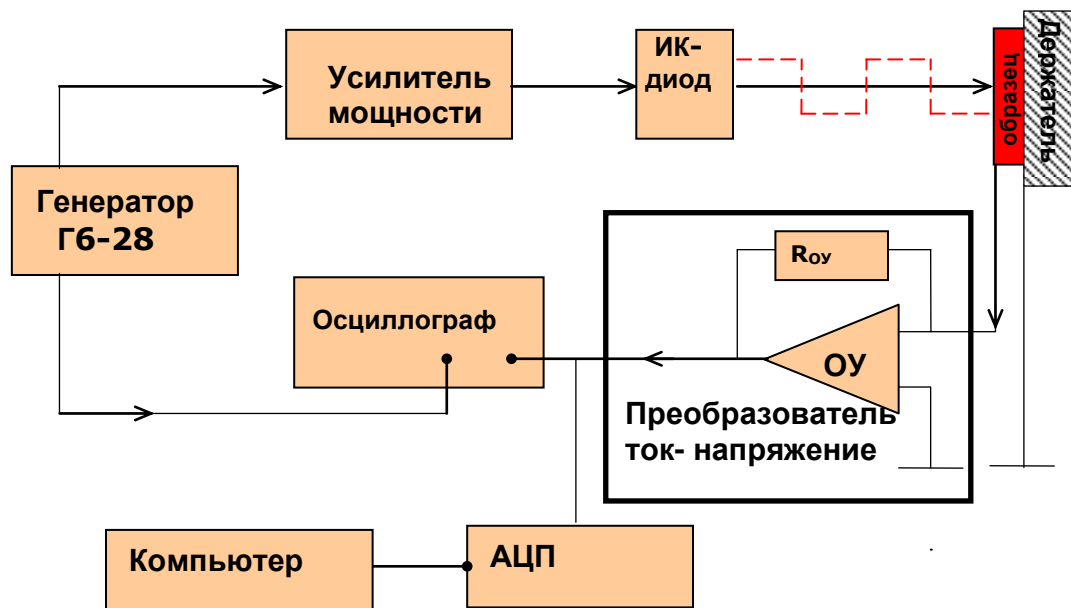 Усилитель
мощности
ИК-
диод
образец
Держатель
Генератор
Г6-28
Rоу
Осциллограф
ОУ
Преобразователь
ток- напряжение
Компьютер
АЦП